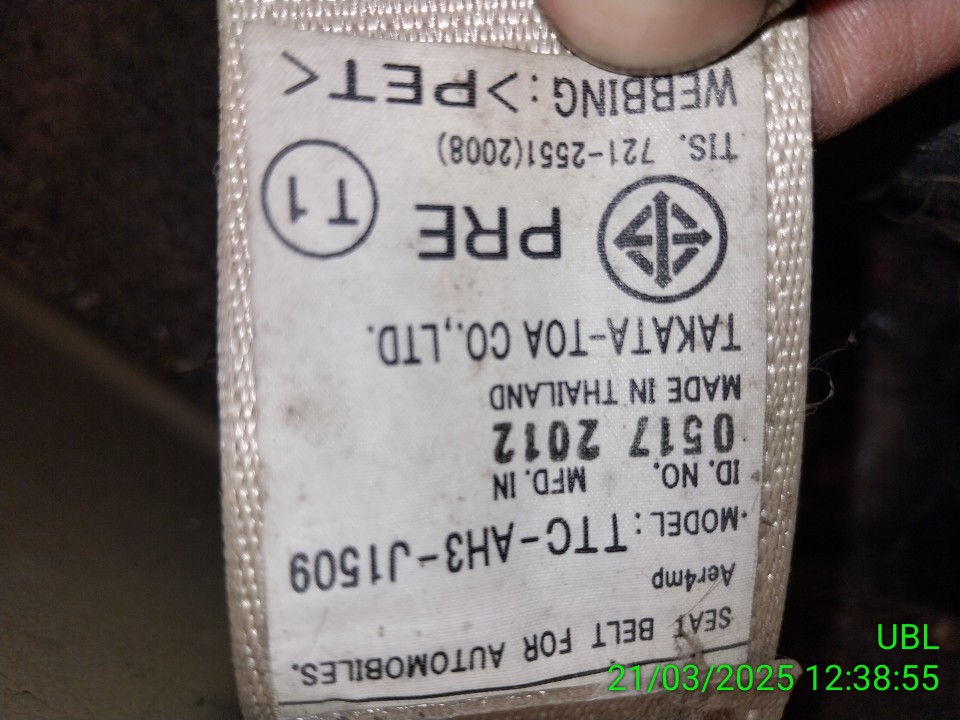 SEAT BELT FOR AUTOMOBILES.
Aer4mp
MODEL : TTC-AH3-J1509
ID. NO. MFD. IN
0517 2012
MADE IN THAILAND
TAKATA-TOA CO.,LTD.
PRE T1
TIS. 721-2551(2008)
WEBBING : >PET<
UBL
21/03/2025 12:38:55